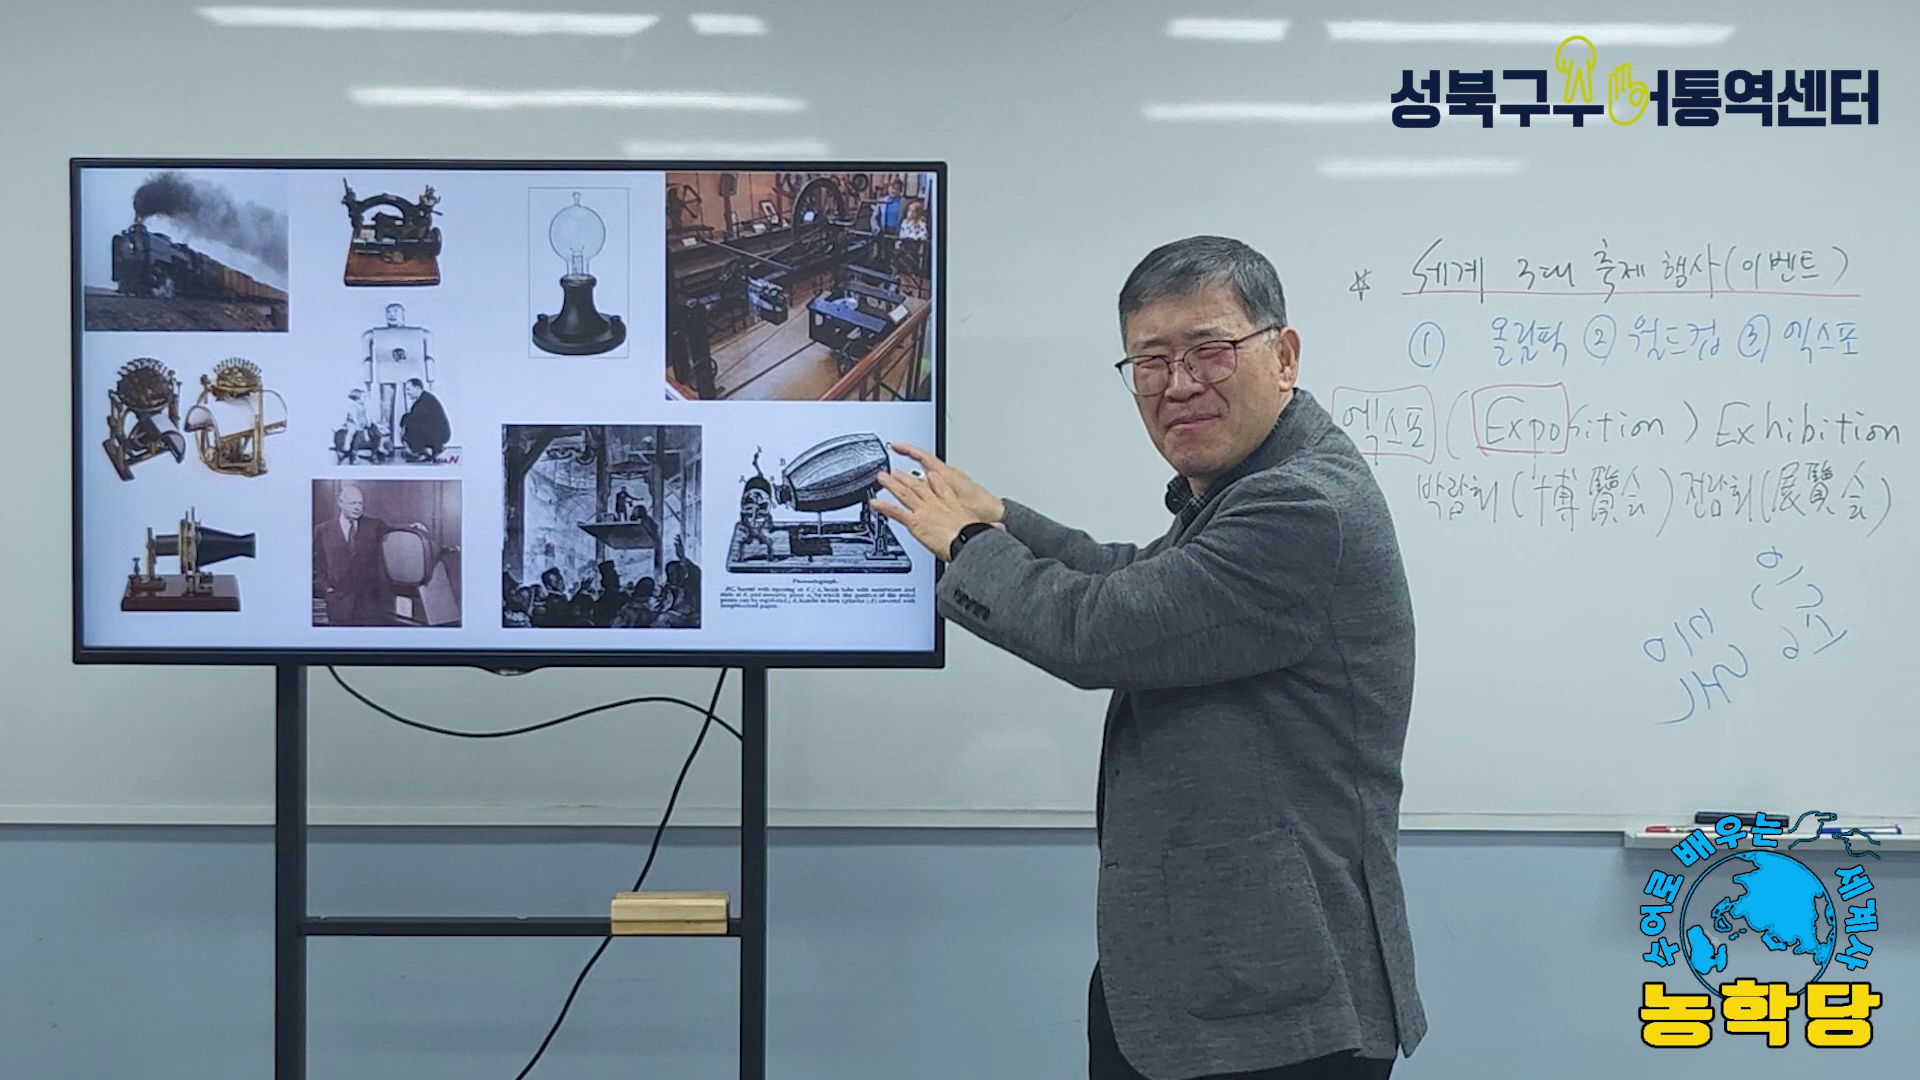 성북구수어통역센터
세계 3대 축제 행사(이벤트)
① 올림픽 ② 월드컵 ③ 엑스포
엑스포 (Exposition) Exhibition
박람회(博覽会) 전람회(展覽会)
Phonautograph.
수어로 배우는 세계사
농학당